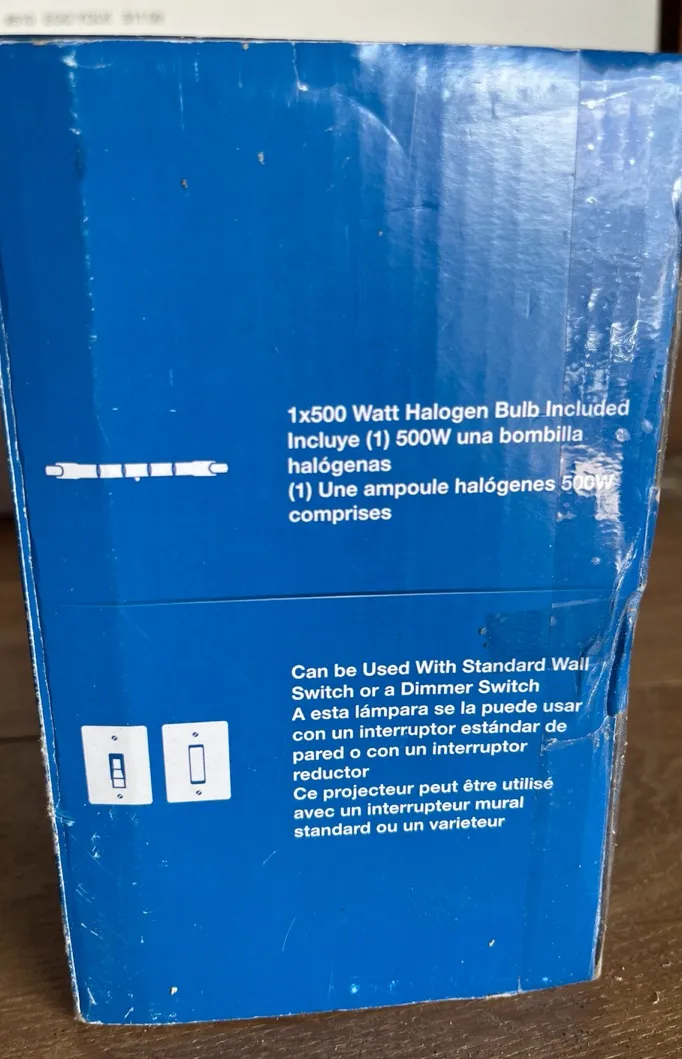 1x500 Watt Halogen Bulb Included
Incluye (1) 500W una bombilla
halógenas
(1) Une ampoule halógenes 500W
comprises
Can be Used With Standard Wall
Switch or a Dimmer Switch
A esta lámpara se la puede usar
con un interruptor estándar de
pared o con un interruptor
reductor
Ce projecteur peut être utilisé
avec un interrupteur mural
standard ou un varieteur